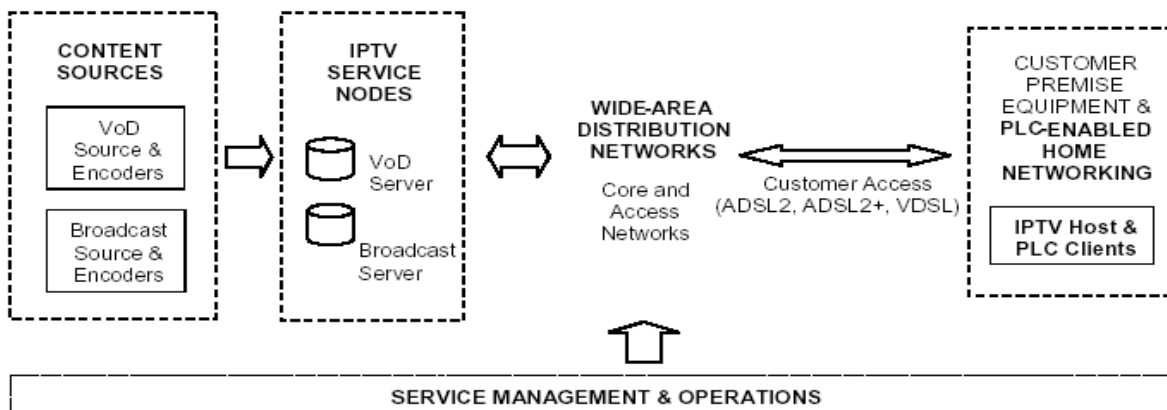 CONTENT
SOURCES
VoD
Source &
Encoders
Broadcast
Source &
Encoders
IPTV
SERVICE
NODES
VoD
Server
Broadcast
Server
WIDE-AREA
DISTRIBUTION
NETWORKS
Core and
Access
Networks
Customer Access
(ADSL2, ADSL2+, VDSL)
CUSTOMER
PREMISE
EQUIPMENT &
PLC-ENABLED
HOME
NETWORKING
IPTV Host &
PLC Clients
SERVICE MANAGEMENT & OPERATIONS